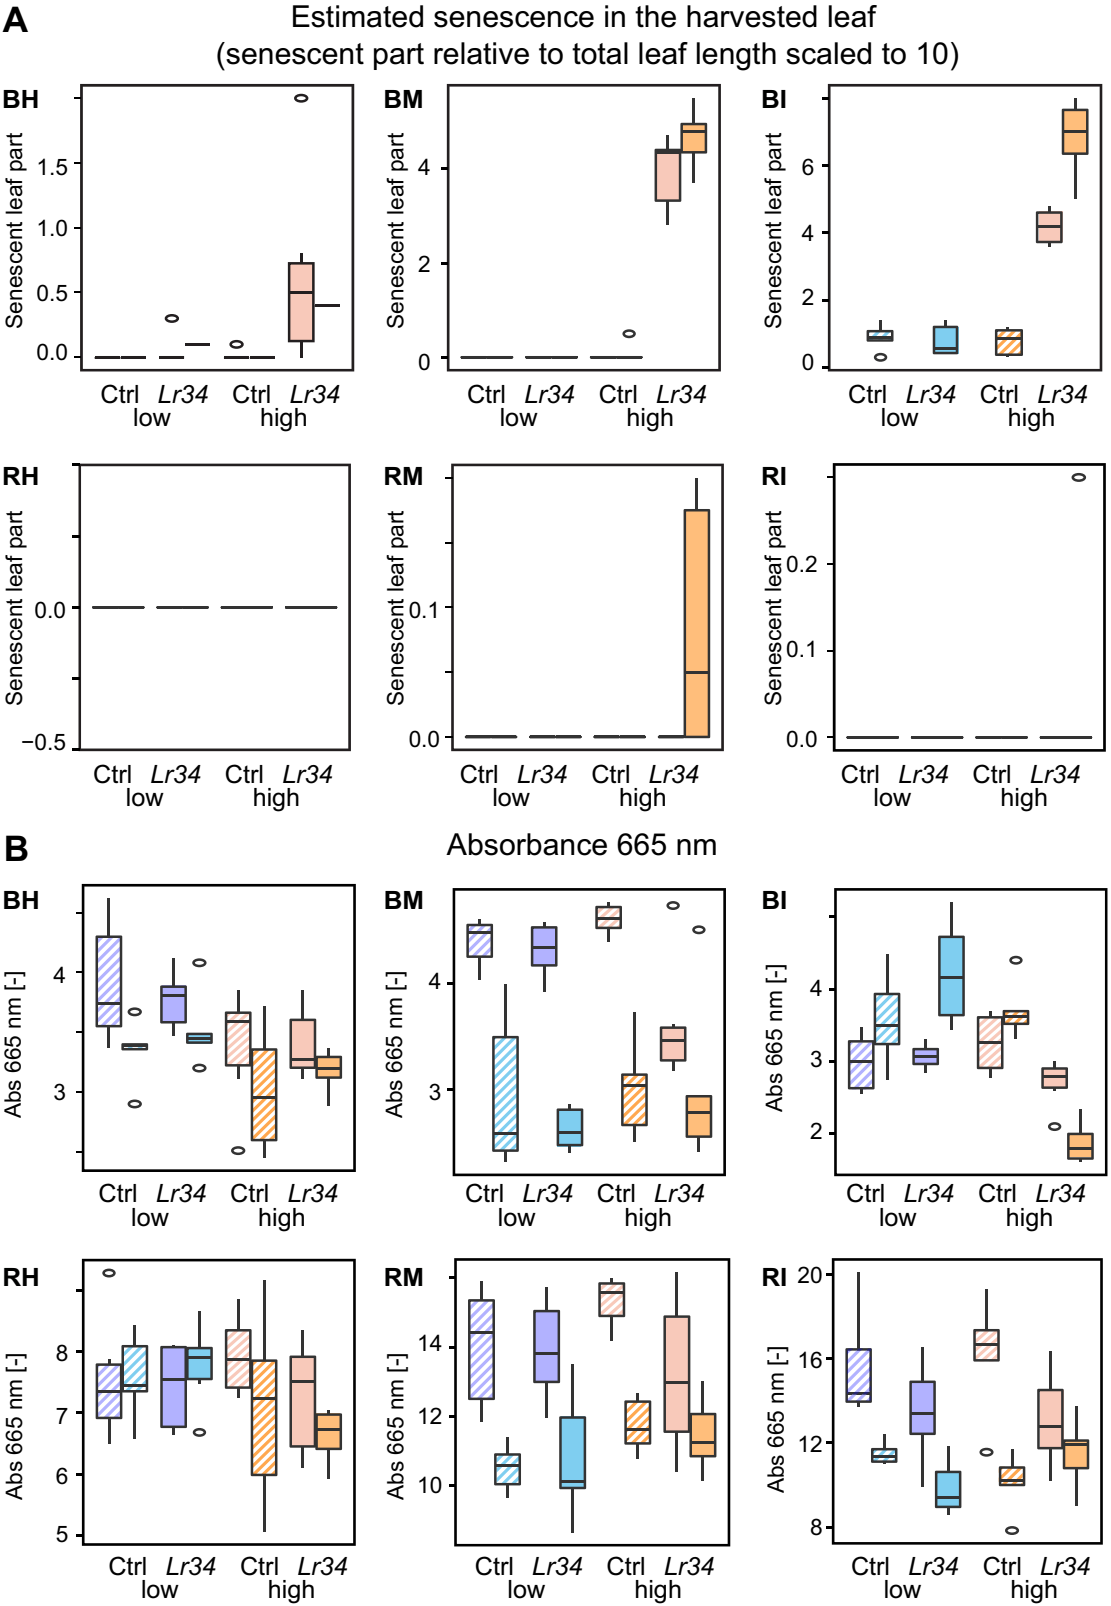 A
Estimated senescence in the harvested leaf
(senescent part relative to total leaf length scaled to 10)
BH
Senescent leaf part
1.5
1.0
0.5
0.0
Ctrl Lr34 Ctrl Lr34
low high
BM
Senescent leaf part
4
2
0
Ctrl Lr34 Ctrl Lr34
low high
BI
Senescent leaf part
6
4
2
0
Ctrl Lr34 Ctrl Lr34
low high
RH
Senescent leaf part
0.0
−0.5
Ctrl Lr34 Ctrl Lr34
low high
RM
Senescent leaf part
0.1
0.0
Ctrl Lr34 Ctrl Lr34
low high
RI
Senescent leaf part
0.2
0.1
0.0
Ctrl Lr34 Ctrl Lr34
low high
B
Absorbance 665 nm
BH
Abs 665 nm [-]
4
3
Ctrl Lr34 Ctrl Lr34
low high
BM
Abs 665 nm [-]
4
3
Ctrl Lr34 Ctrl Lr34
low high
BI
Abs 665 nm [-]
4
3
2
Ctrl Lr34 Ctrl Lr34
low high
RH
Abs 665 nm [-]
8
7
6
5
Ctrl Lr34 Ctrl Lr34
low high
RM
Abs 665 nm [-]
14
12
10
Ctrl Lr34 Ctrl Lr34
low high
RI
Abs 665 nm [-]
20
16
12
8
Ctrl Lr34 Ctrl Lr34
low high